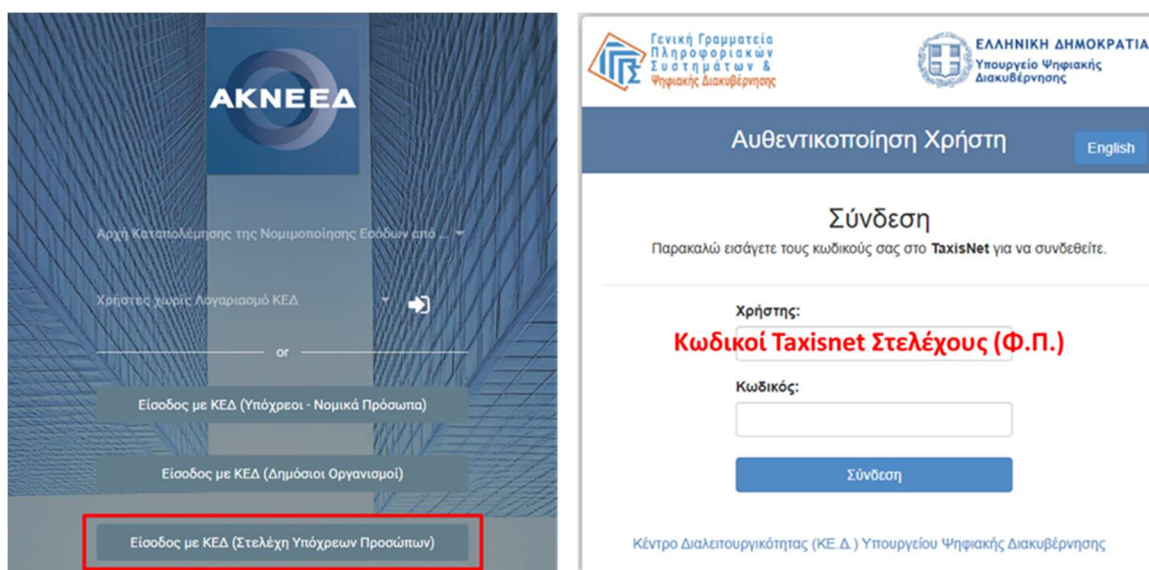 ΑΚΝΕΕΔ
Αρχή Καταπολέμησης της Νομιμοποίησης Εσόδων από ...
Χρήστες χωρίς Λογαριασμό ΚΕΔ
or
Είσοδος με ΚΕΔ (Υπόχρεοι - Νομικά Πρόσωπα)
Είσοδος με ΚΕΔ (Δημόσιοι Οργανισμοί)
Είσοδος με ΚΕΔ (Στελέχη Υπόχρεων Προσώπων)
Γενική Γραμματεία
Πληροφοριακών
Συστημάτων &
Ψηφιακής Διακυβέρνησης
ΕΛΛΗΝΙΚΗ ΔΗΜΟΚΡΑΤΙΑ
Υπουργείο Ψηφιακής
Διακυβέρνησης
Αυθεντικοποίηση Χρήστη
English
Σύνδεση
Παρακαλώ εισάγετε τους κωδικούς σας στο TaxisNet για να συνδεθείτε.
Χρήστης:
Κωδικοί Taxisnet Στελέχους (Φ.Π.)
Κωδικός:
Σύνδεση
Κέντρο Διαλειτουργικότητας (ΚΕ.Δ.) Υπουργείου Ψηφιακής Διακυβέρνησης